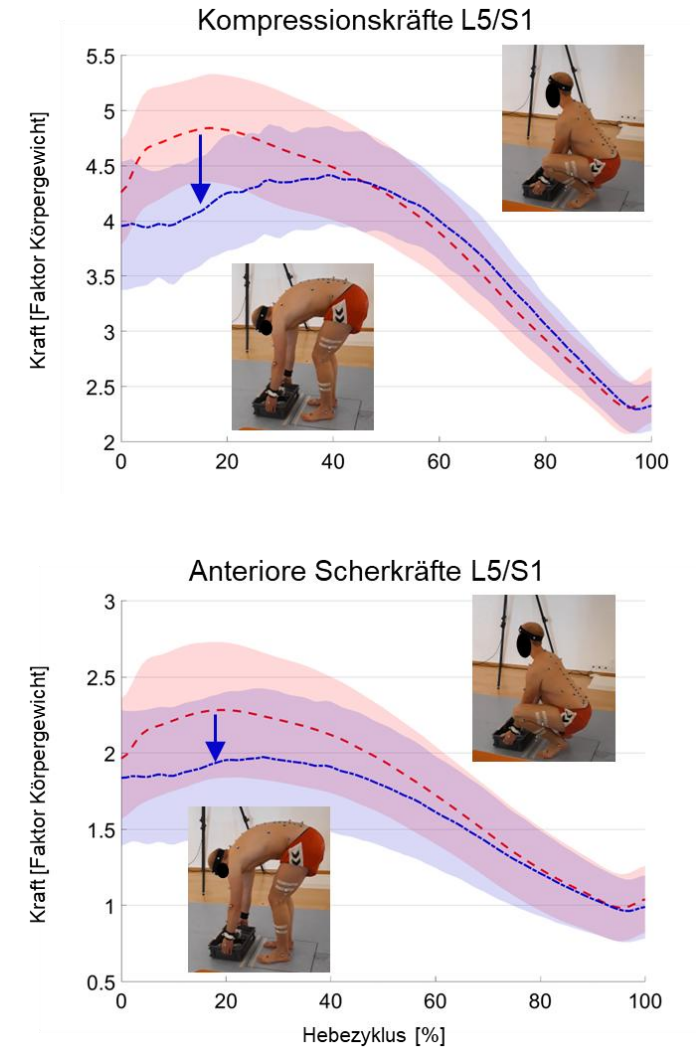 Kompressionskräfte L5/S1
Kraft [Faktor Körpergewicht]
5.5
5
4.5
4
3.5
3
2.5
2
0 20 40 60 80 100
Anteriore Scherkräfte L5/S1
Kraft [Faktor Körpergewicht]
3
2.5
2
1.5
1
0.5
0 20 40 60 80 100
Hebezyklus [%]